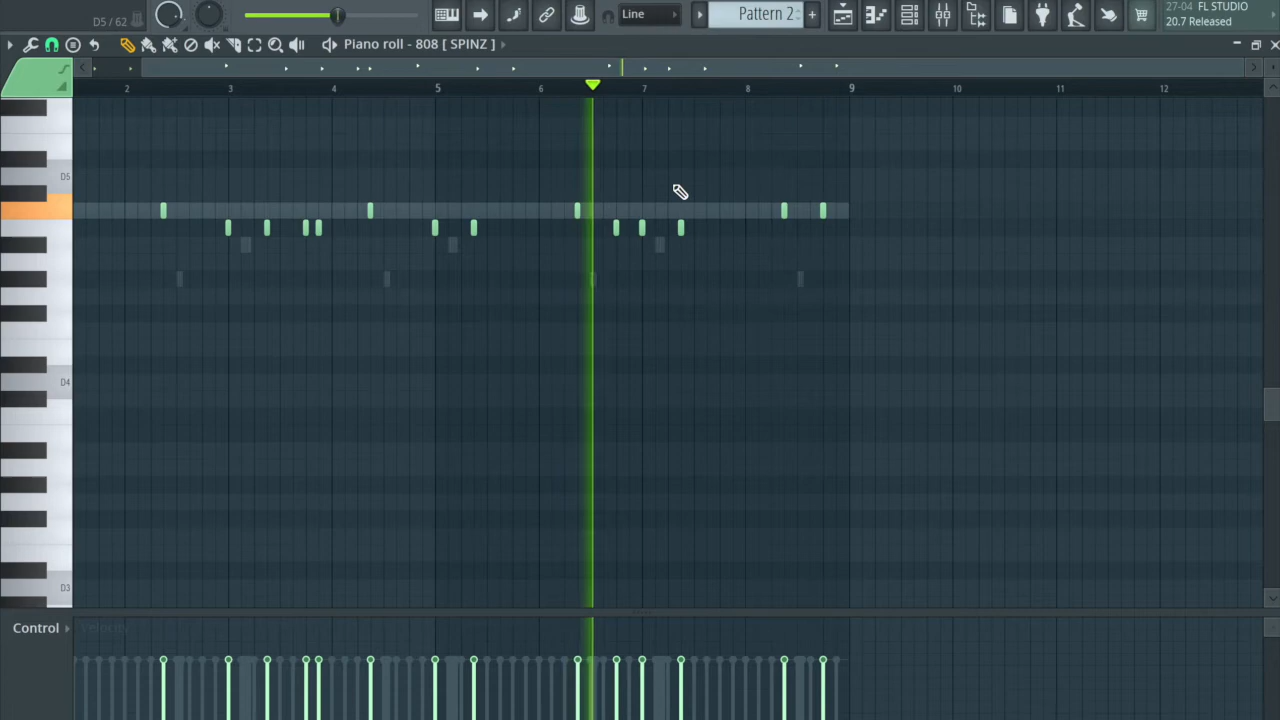 D5 / 62
Line
Pattern 2
+
27-04 FL STUDIO
20.7 Released
Piano roll - 808 [ SPINZ ]
2 3 4 5 6 7 8 9 10 11 12
D5
D4
D3
Control
Velocity